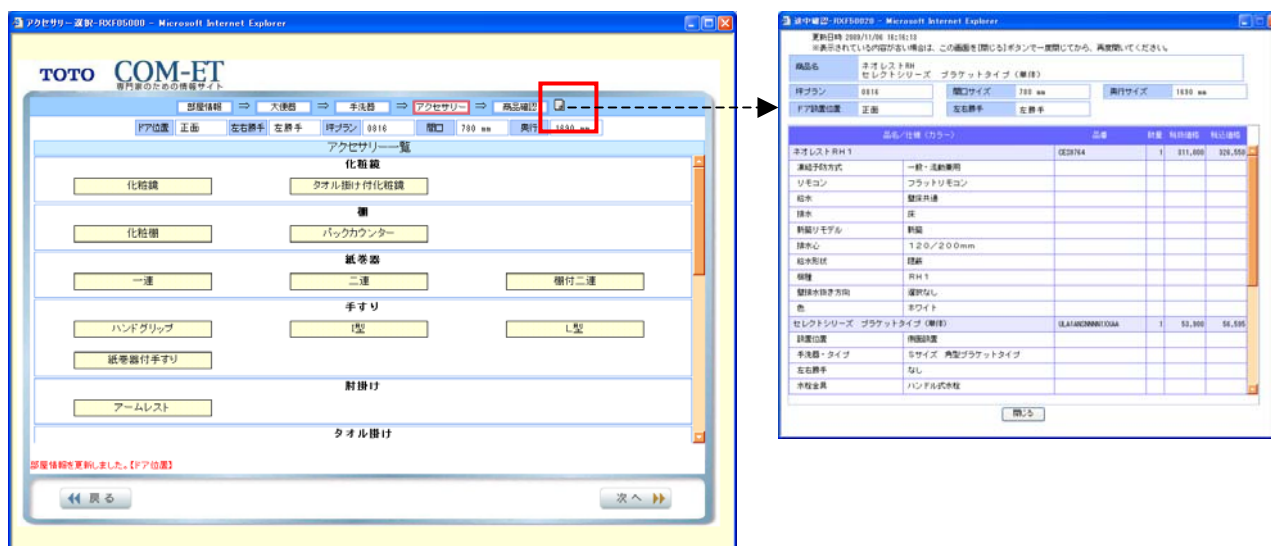 アクセサリー選択-RXF05000 - Microsoft Internet Explorer
TOTO COM-ET
専門家のための情報サイト
部屋情報 ⇒ 大便器 ⇒ 手洗器 ⇒ アクセサリー ⇒ 商品確認
ドア位置 正面 左右勝手 左勝手 坪プラン 0816 間口 780 mm 奥行 1690 mm
アクセサリー一覧
化粧鏡
化粧鏡 タオル掛け付化粧鏡
棚
化粧棚 バックカウンター
紙巻器
一連 二連 棚付二連
手すり
ハンドグリップ I型 L型
紙巻器付手すり
肘掛け
アームレスト
タオル掛け
部屋情報を更新しました。【ドア位置】
戻る 次へ
途中確認-RXF50020 - Microsoft Internet Explorer
更新日時 2009/11/06 16:16:13
※表示されている内容が古い場合は、この画面を[閉じる]ボタンで一度閉じてから、再度開いてください。
商品名 ネオレストRH
セレクトシリーズ ブラケットタイプ（単体）
坪プラン 0816 間口サイズ 780 mm 奥行サイズ 1690 mm
ドア設置位置 正面 左右勝手 左勝手
品名/仕様（カラー） 品番 数量 税抜価格 税込価格
ネオレストRH1 1 311,000 326,550
凍結予防方式 一般・流動兼用
リモコン フラットリモコン
給水 壁床共通
排水 床
新築リモデル 新築
排水心 120/200mm
給水形状 隠蔽
機種 RH1
壁排水抜き方向 選択なし
色 ホワイト
セレクトシリーズ ブラケットタイプ（単体） 1 53,900 56,595
設置位置 側面設置
手洗器・タイプ Sサイズ 角型ブラケットタイプ
左右勝手 なし
水栓金具 ハンドル式水栓
閉じる